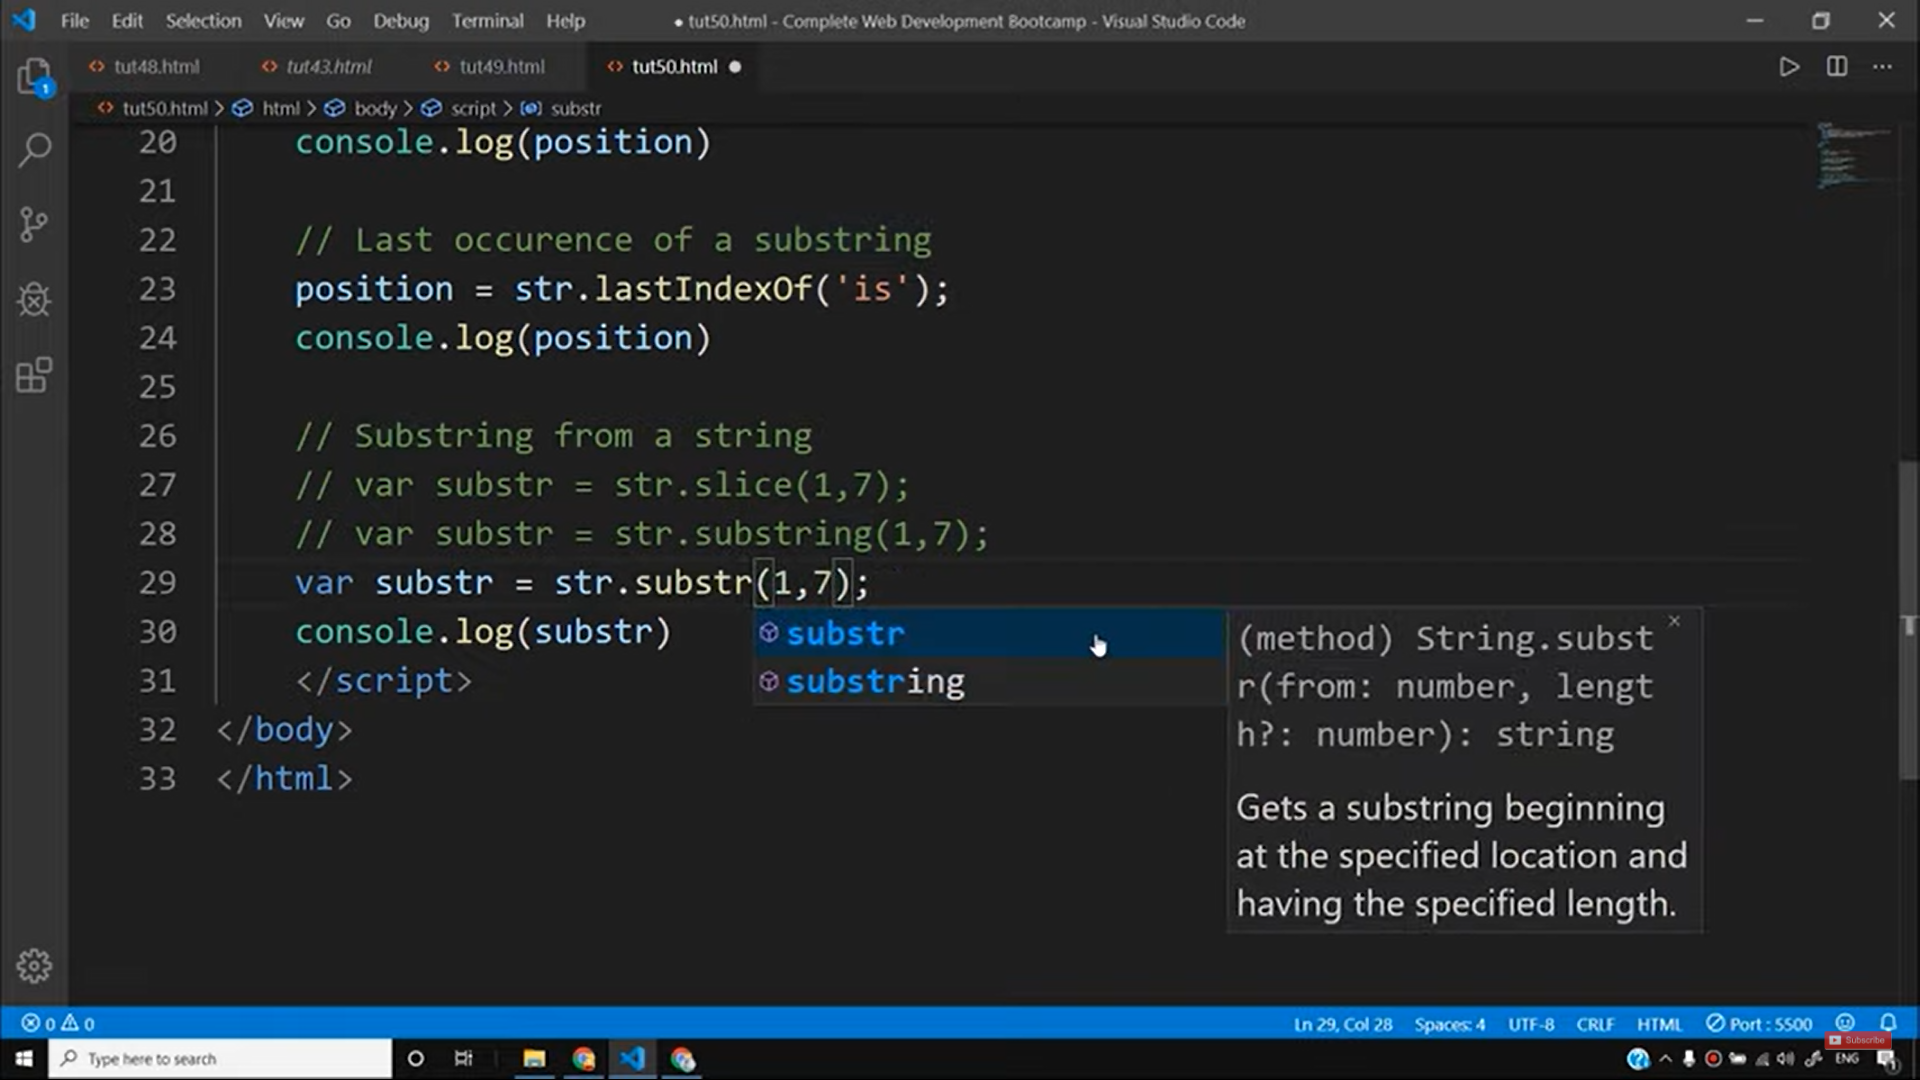 File Edit Selection View Go Debug Terminal Help ● tut50.html - Complete Web Development Bootcamp - Visual Studio Code
tut48.html tut43.html tut49.html tut50.html
tut50.html > html > body > script > substr
20 console.log(position)
21
22 // Last occurence of a substring
23 position = str.lastIndexOf('is');
24 console.log(position)
25
26 // Substring from a string
27 // var substr = str.slice(1,7);
28 // var substr = str.substring(1,7);
29 var substr = str.substr(1,7);
30 console.log(substr)
31 </script>
32 </body>
33 </html>
substr
substring
(method) String.subst
r(from: number, lengt
h?: number): string
Gets a substring beginning
at the specified location and
having the specified length.
1
0 0 Ln 29, Col 28 Spaces: 4 UTF-8 CRLF HTML Port : 5500
Subscribe
Type here to search ENG 1